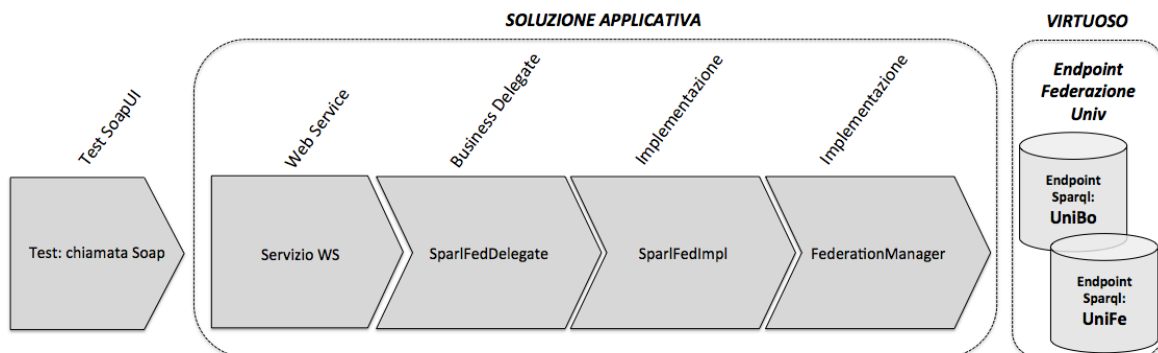 SOLUZIONE APPLICATIVA
VIRTUOSO
Test SoapUI
Web Service
Business Delegate
Implementazione
Implementazione
Endpoint
Federazione
Univ
Test: chiamata Soap
Servizio WS
SparlFedDelegate
SparlFedImpl
FederationManager
Endpoint
Sparql:
UniBo
Endpoint
Sparql:
UniFe